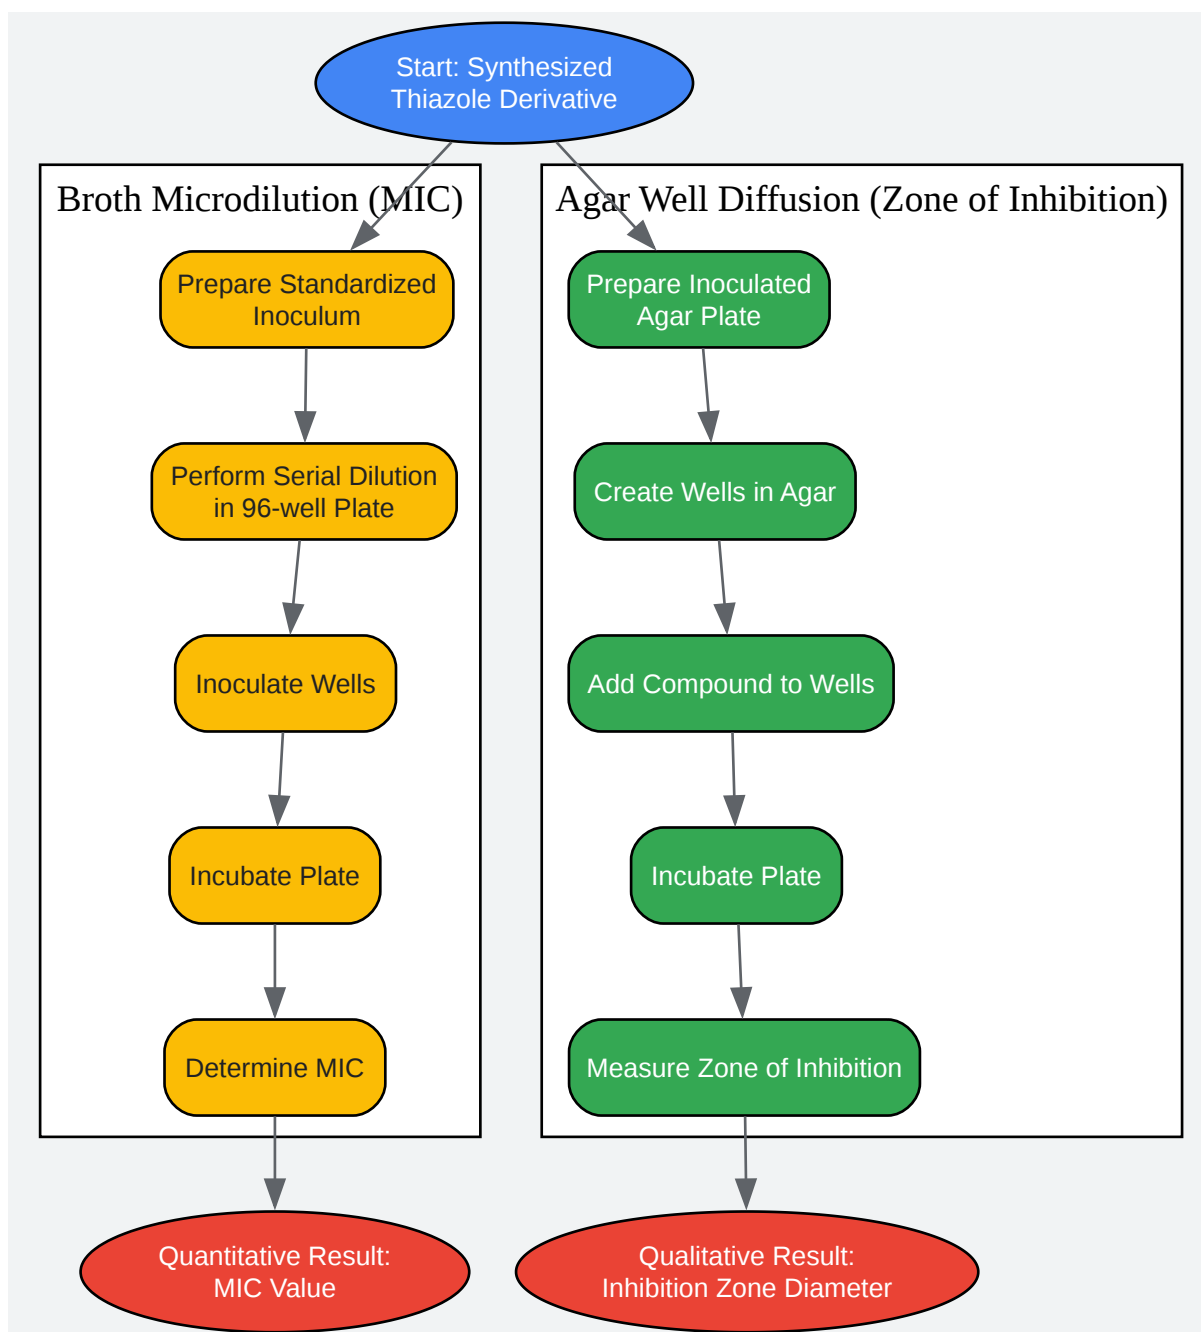 Start: Synthesized
Thiazole Derivative
Broth Microdilution (MIC)
Prepare Standardized
Inoculum
Perform Serial Dilution
in 96-well Plate
Inoculate Wells
Incubate Plate
Determine MIC
Quantitative Result:
MIC Value
Agar Well Diffusion (Zone of Inhibition)
Prepare Inoculated
Agar Plate
Create Wells in Agar
Add Compound to Wells
Incubate Plate
Measure Zone of Inhibition
Qualitative Result:
Inhibition Zone Diameter